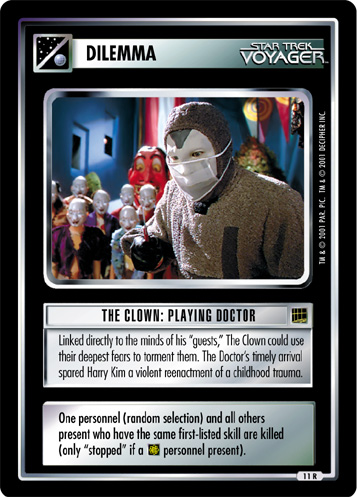 DILEMMA
STAR TREK
VOYAGER
TM & © 2001 PAR. PIC. TM & © 2001 DECIPHER INC.
THE CLOWN: PLAYING DOCTOR
Linked directly to the minds of his "guests," The Clown could use
their deepest fears to torment them. The Doctor's timely arrival
spared Harry Kim a violent reenactment of a childhood trauma.
One personnel (random selection) and all others
present who have the same first-listed skill are killed
(only "stopped" if a personnel present).
11 R